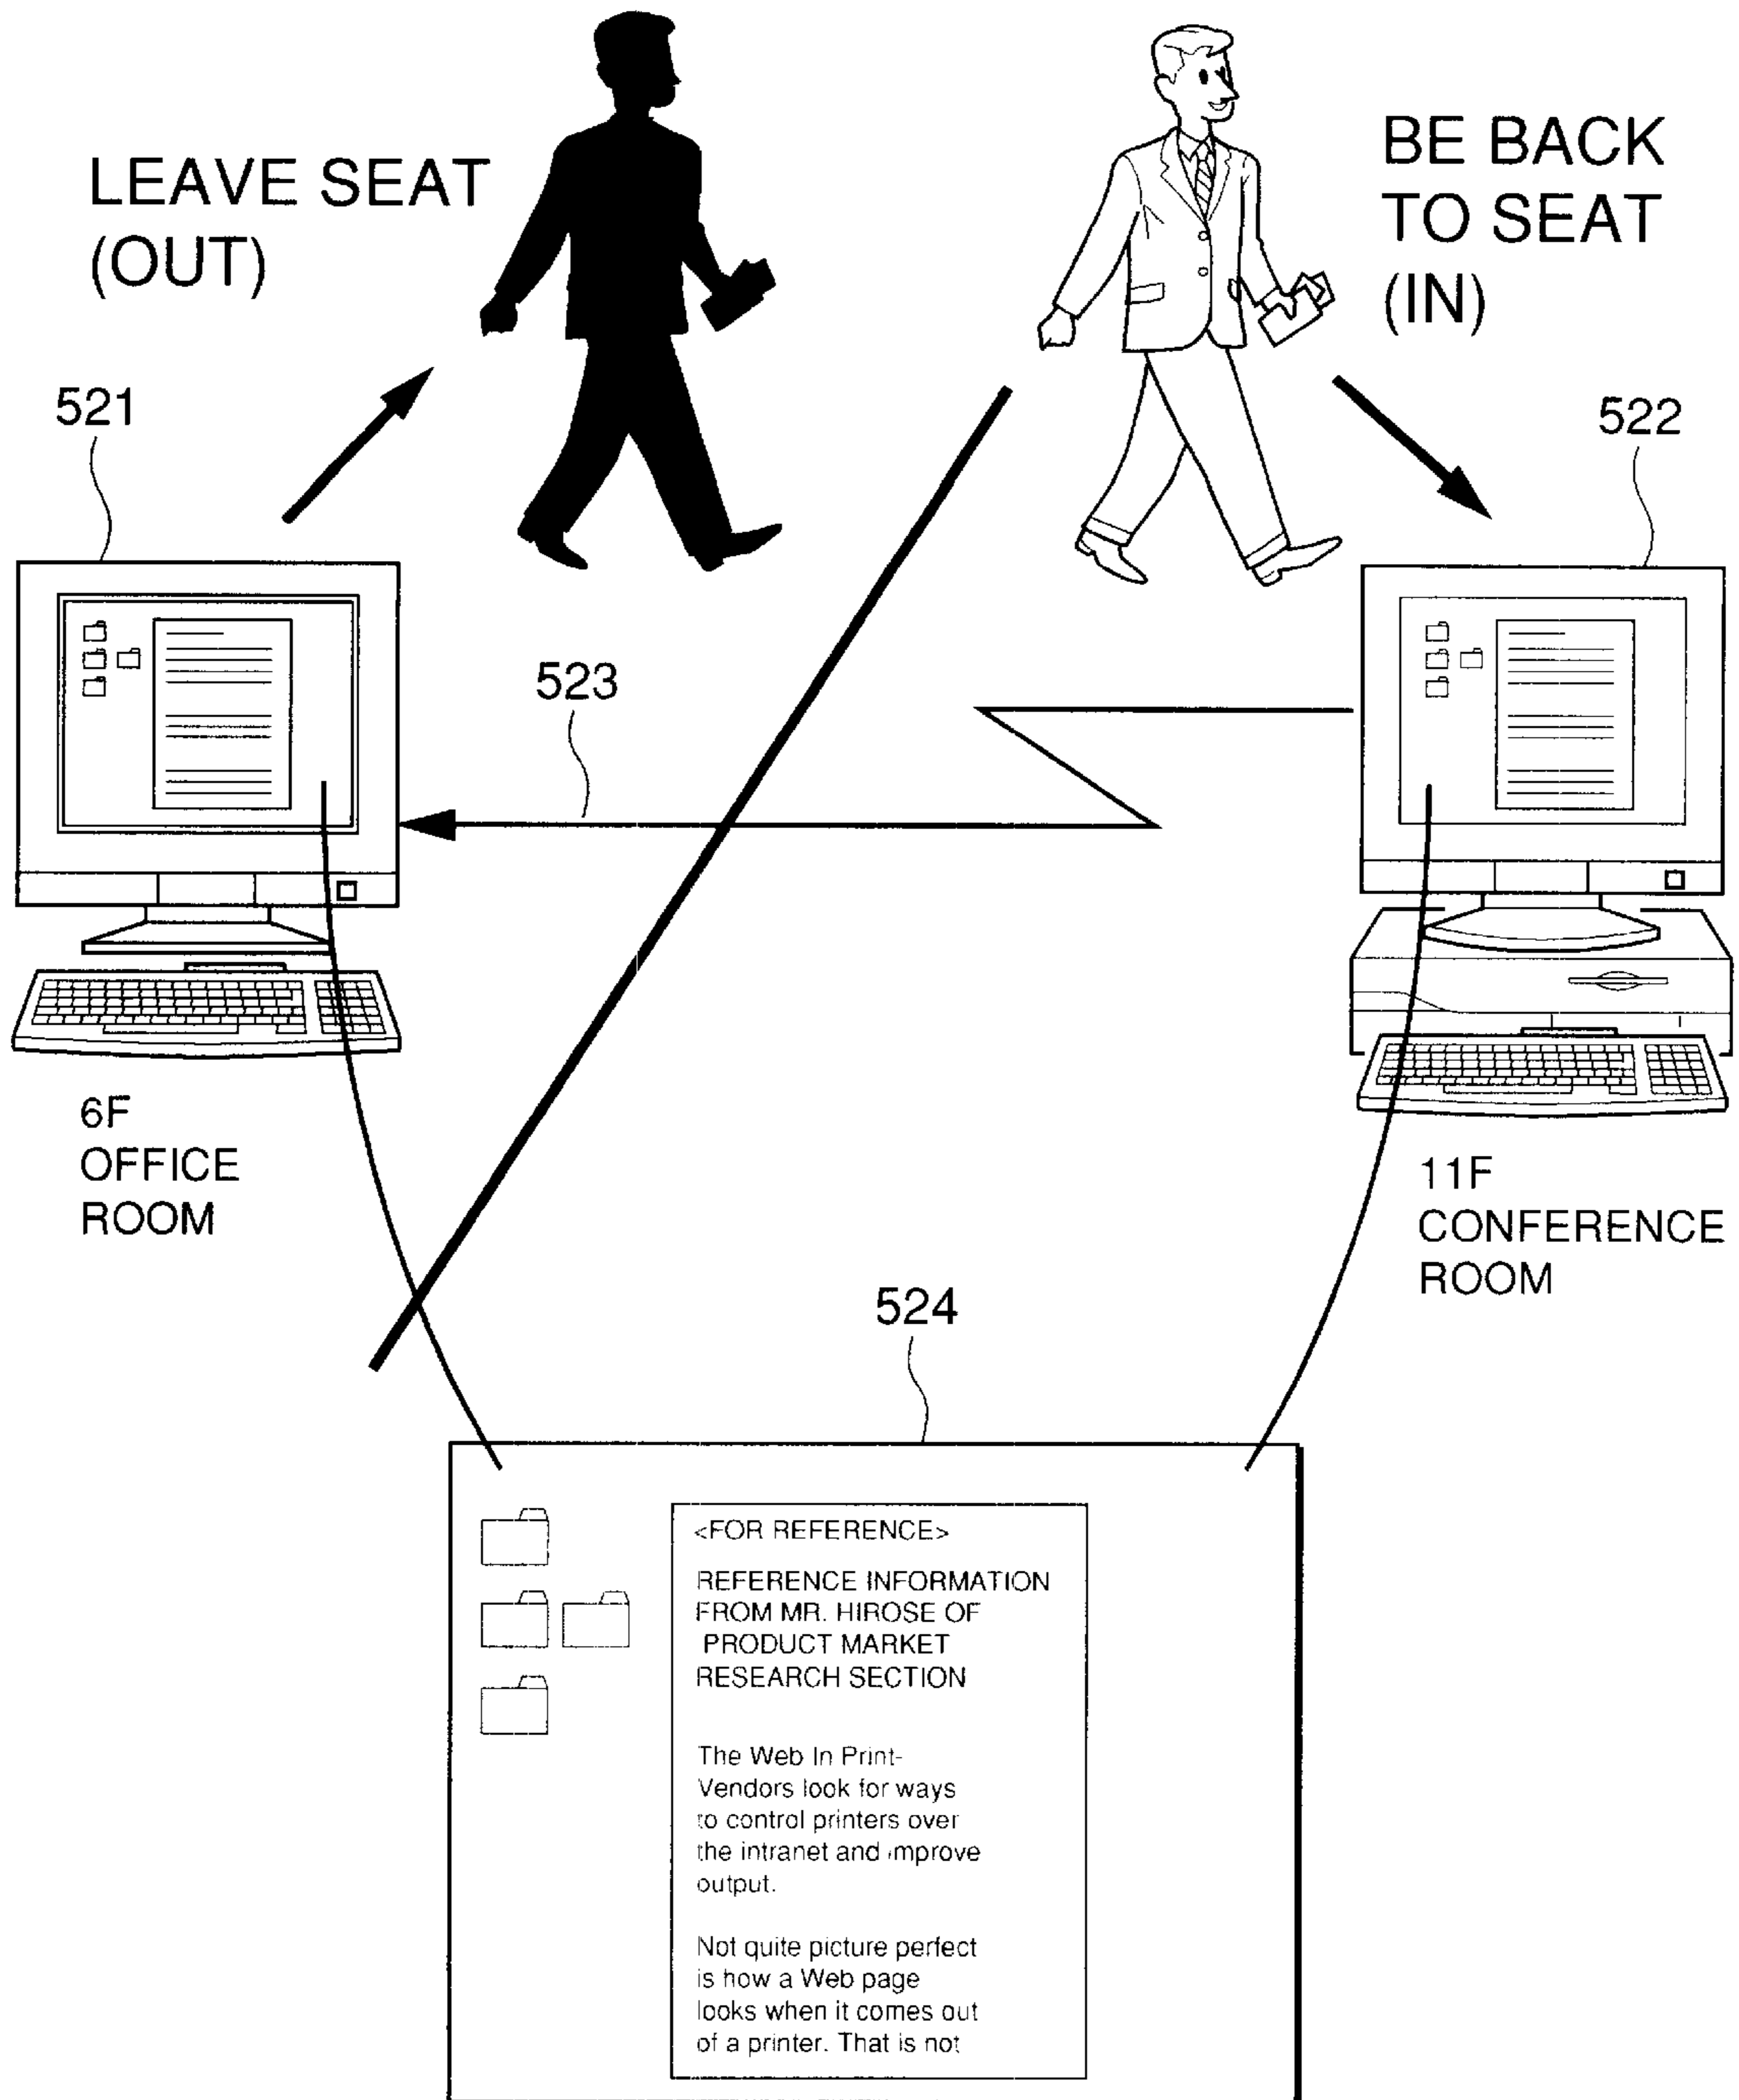 LEAVE SEAT
(OUT)
BE BACK
TO SEAT
(IN)
521
522
523
6F
OFFICE
ROOM
11F
CONFERENCE
ROOM
524
<FOR REFERENCE>
REFERENCE INFORMATION
FROM MR. HIROSE OF
PRODUCT MARKET
RESEARCH SECTION
The Web In Print-
Vendors look for ways
to control printers over
the intranet and improve
output.
Not quite picture perfect
is how a Web page
looks when it comes out
of a printer. That is not